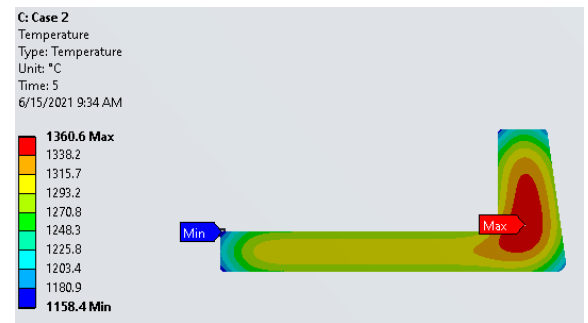 C: Case 2
Temperature
Type: Temperature
Unit: °C
Time: 5
6/15/2021 9:34 AM
1360.6 Max
1338.2
1315.7
1293.2
1270.8
1248.3
1225.8
1203.4
1180.9
1158.4 Min
Min
Max